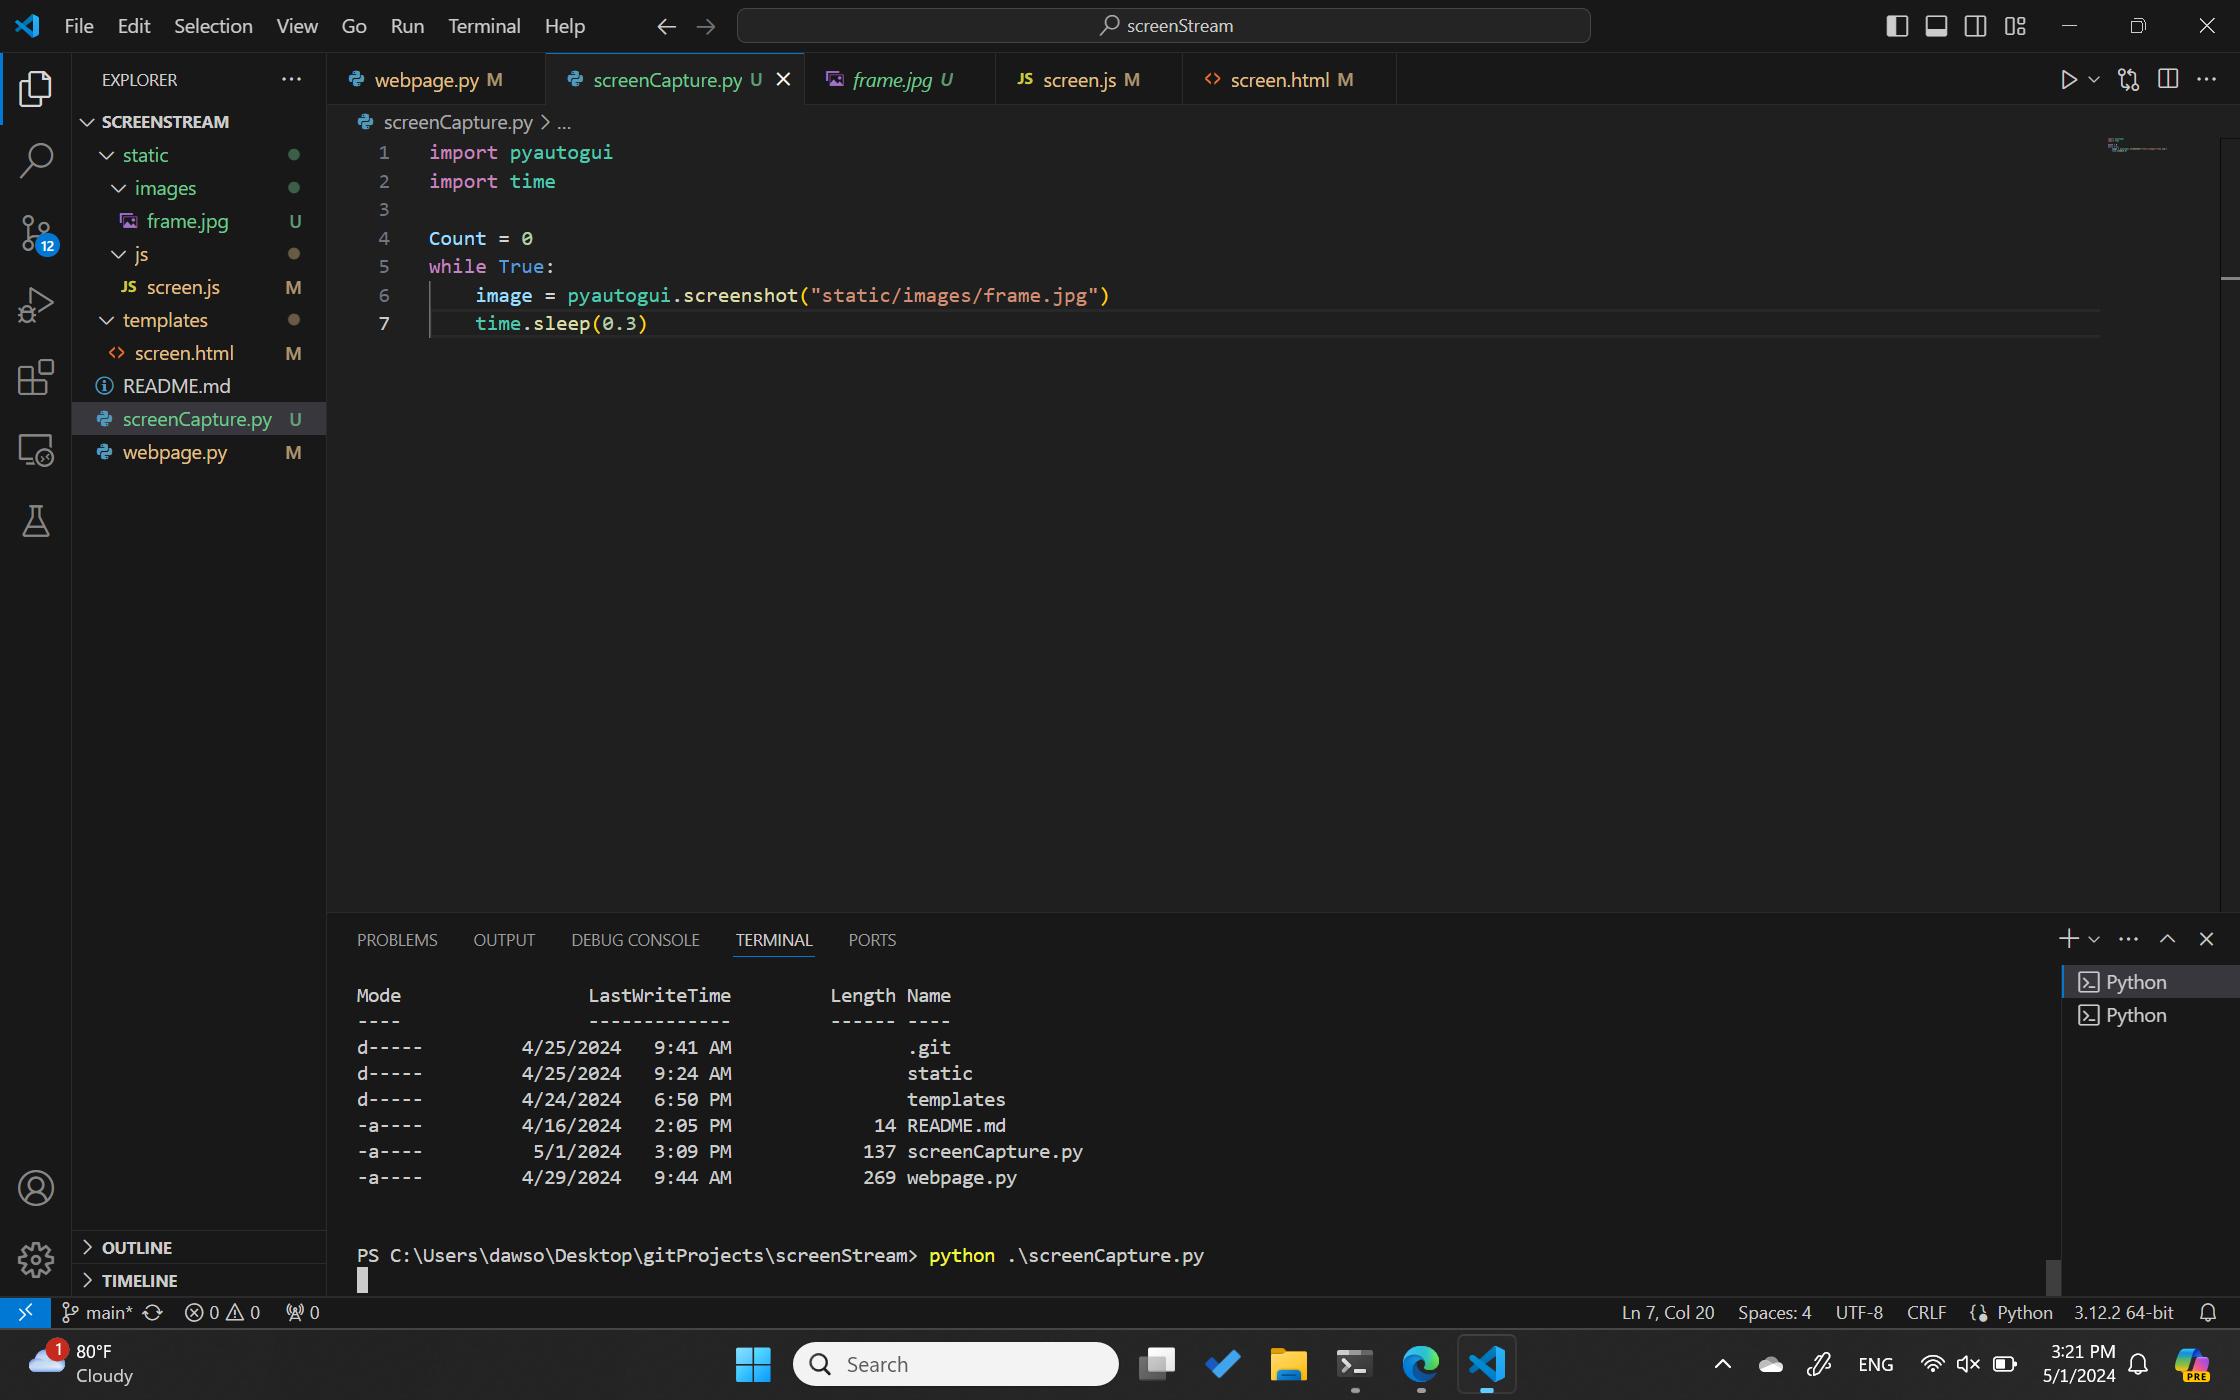 File Edit Selection View Go Run Terminal Help screenStream
EXPLORER
webpage.py M screenCapture.py U frame.jpg U JS screen.js M <> screen.html M
SCREENSTREAM
static
images
frame.jpg U
js
JS screen.js M
templates
<> screen.html M
README.md
screenCapture.py U
webpage.py M
12
screenCapture.py > ...
1 import pyautogui
2 import time
3
4 Count = 0
5 while True:
6 image = pyautogui.screenshot("static/images/frame.jpg")
7 time.sleep(0.3)
OUTLINE
TIMELINE
PROBLEMS OUTPUT DEBUG CONSOLE TERMINAL PORTS
Python
Python
Mode LastWriteTime Length Name
---- ------------- ------ ----
d----- 4/25/2024 9:41 AM .git
d----- 4/25/2024 9:24 AM static
d----- 4/24/2024 6:50 PM templates
-a---- 4/16/2024 2:05 PM 14 README.md
-a---- 5/1/2024 3:09 PM 137 screenCapture.py
-a---- 4/29/2024 9:44 AM 269 webpage.py
PS C:\Users\dawso\Desktop\gitProjects\screenStream> python .\screenCapture.py
main* 0 0 0 Ln 7, Col 20 Spaces: 4 UTF-8 CRLF Python 3.12.2 64-bit
1 80°F
Cloudy
Search
ENG
3:21 PM
5/1/2024
PRE